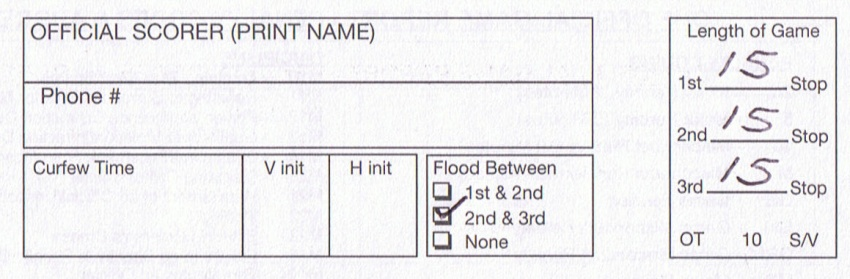 OFFICIAL SCORER (PRINT NAME)
Phone #
Curfew Time
V init
H init
Flood Between
☐ 1st & 2nd
☑ 2nd & 3rd
☐ None
Length of Game
1st 15 Stop
2nd 15 Stop
3rd 15 Stop
OT 10 S/V